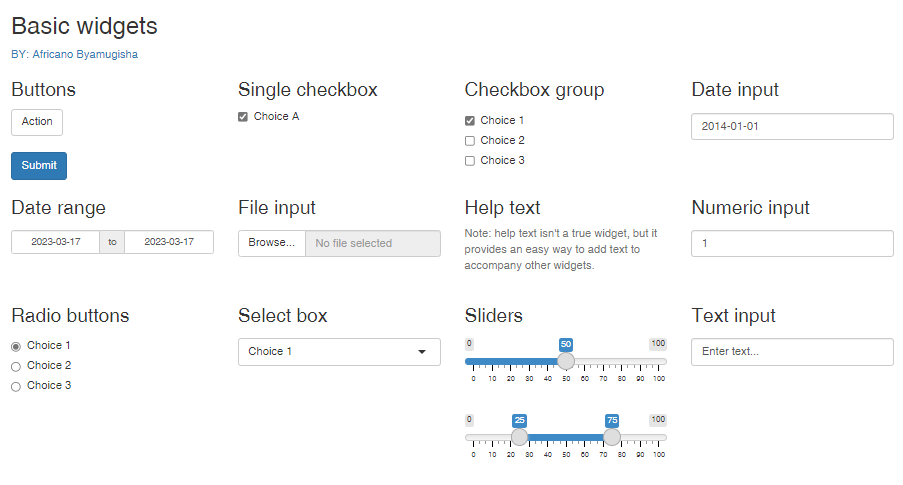 Basic widgets
BY: Africano Byamugisha
Buttons
Action
Submit
Single checkbox
Choice A
Checkbox group
Choice 1
Choice 2
Choice 3
Date input
2014-01-01
Date range
2023-03-17 to 2023-03-17
File input
Browse... No file selected
Help text
Note: help text isn't a true widget, but it
provides an easy way to add text to
accompany other widgets.
Numeric input
1
Radio buttons
Choice 1
Choice 2
Choice 3
Select box
Choice 1
Sliders
0 50 100
0 10 20 30 40 50 60 70 80 90 100
0 25 75 100
0 10 20 30 40 50 60 70 80 90 100
Text input
Enter text...